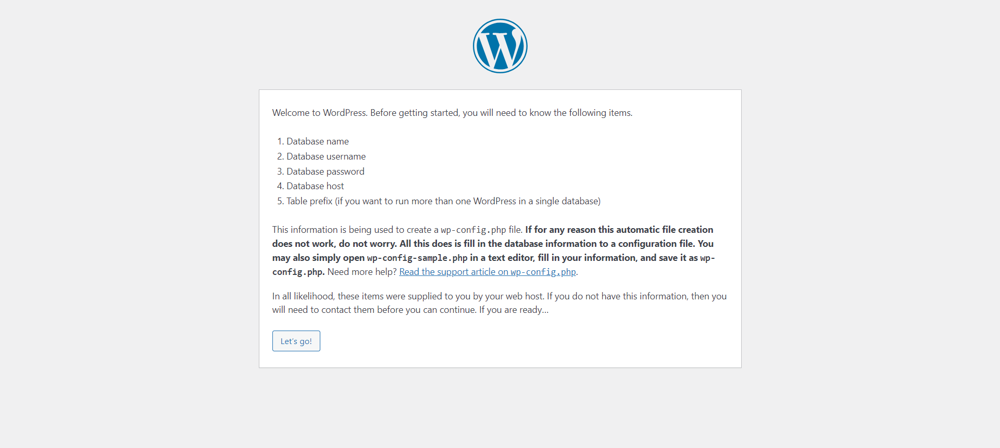 Welcome to WordPress. Before getting started, you will need to know the following items.
1. Database name
2. Database username
3. Database password
4. Database host
5. Table prefix (if you want to run more than one WordPress in a single database)
This information is being used to create a wp-config.php file. If for any reason this automatic file creation
does not work, do not worry. All this does is fill in the database information to a configuration file. You
may also simply open wp-config-sample.php in a text editor, fill in your information, and save it as wp-
config.php. Need more help? Read the support article on wp-config.php.
In all likelihood, these items were supplied to you by your web host. If you do not have this information, then you
will need to contact them before you can continue. If you are ready…
Let’s go!